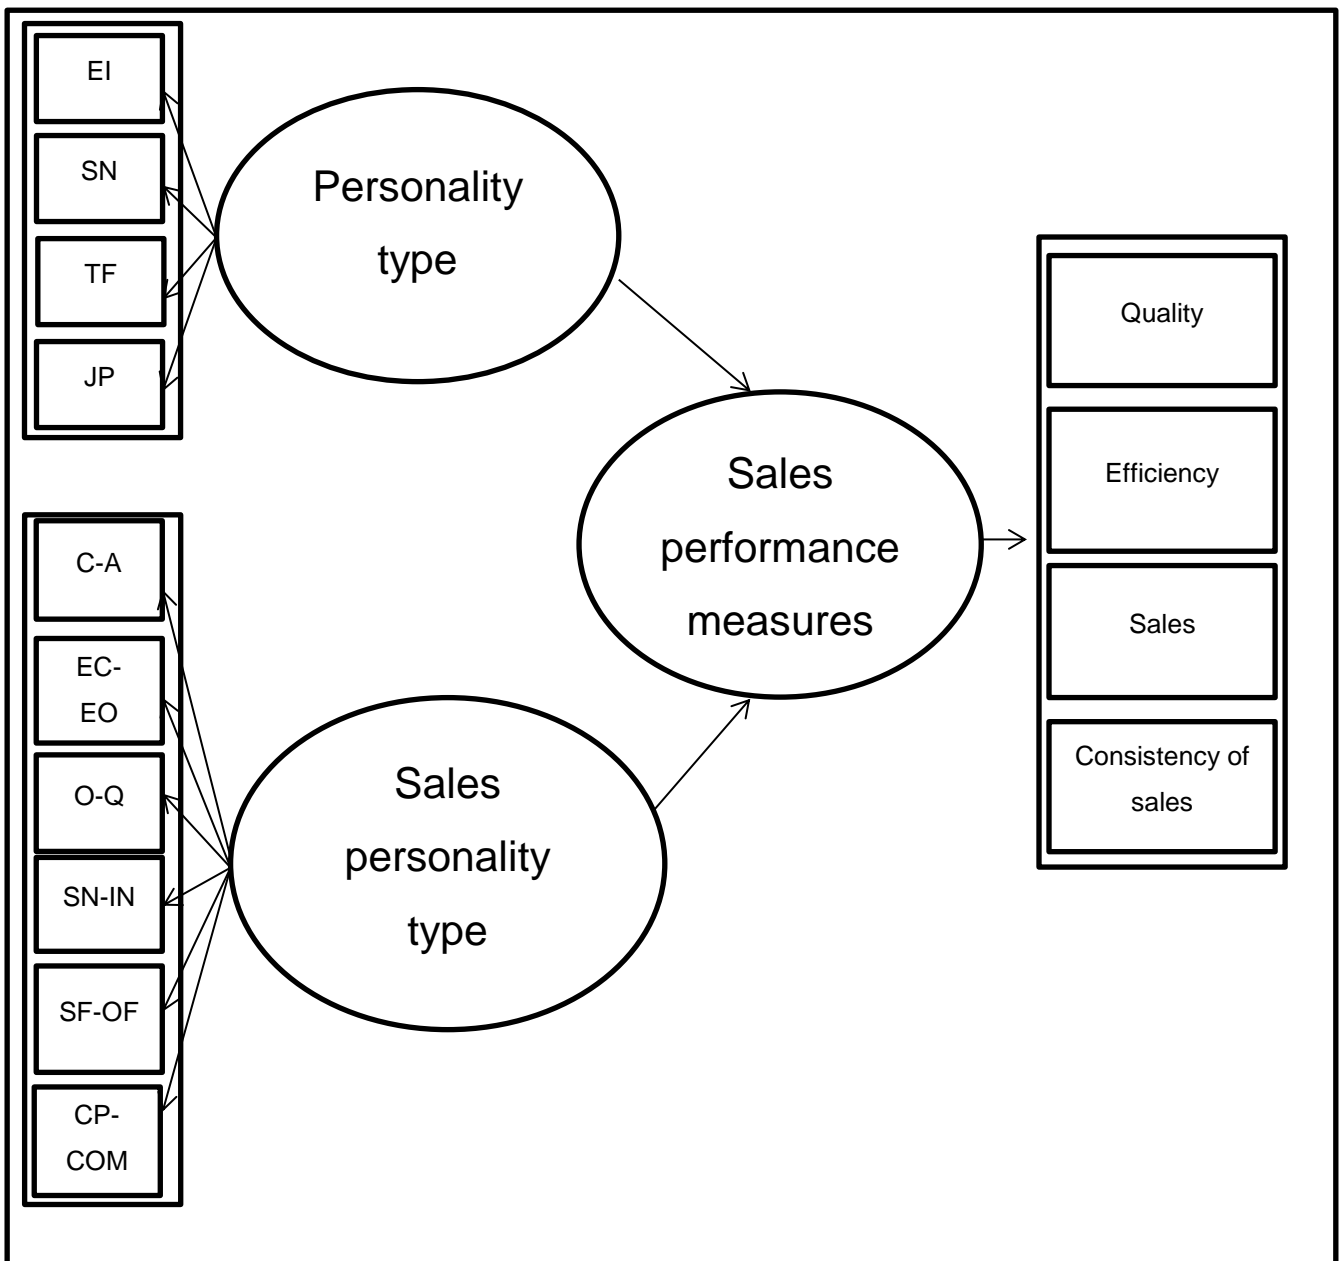 EI
SN
TF
JP
Personality
type
Quality
Efficiency
Sales
Consistency of
sales
Sales
performance
measures
C-A
EC-
EO
O-Q
SN-IN
SF-OF
CP-
COM
Sales
personality
type